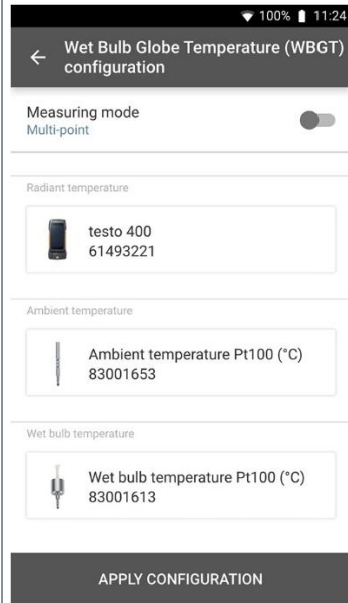 100% 11:24
Wet Bulb Globe Temperature (WBGT)
configuration
Measuring mode
Multi-point
Radiant temperature
testo 400
61493221
Ambient temperature
Ambient temperature Pt100 (°C)
83001653
Wet bulb temperature
Wet bulb temperature Pt100 (°C)
83001613
APPLY CONFIGURATION